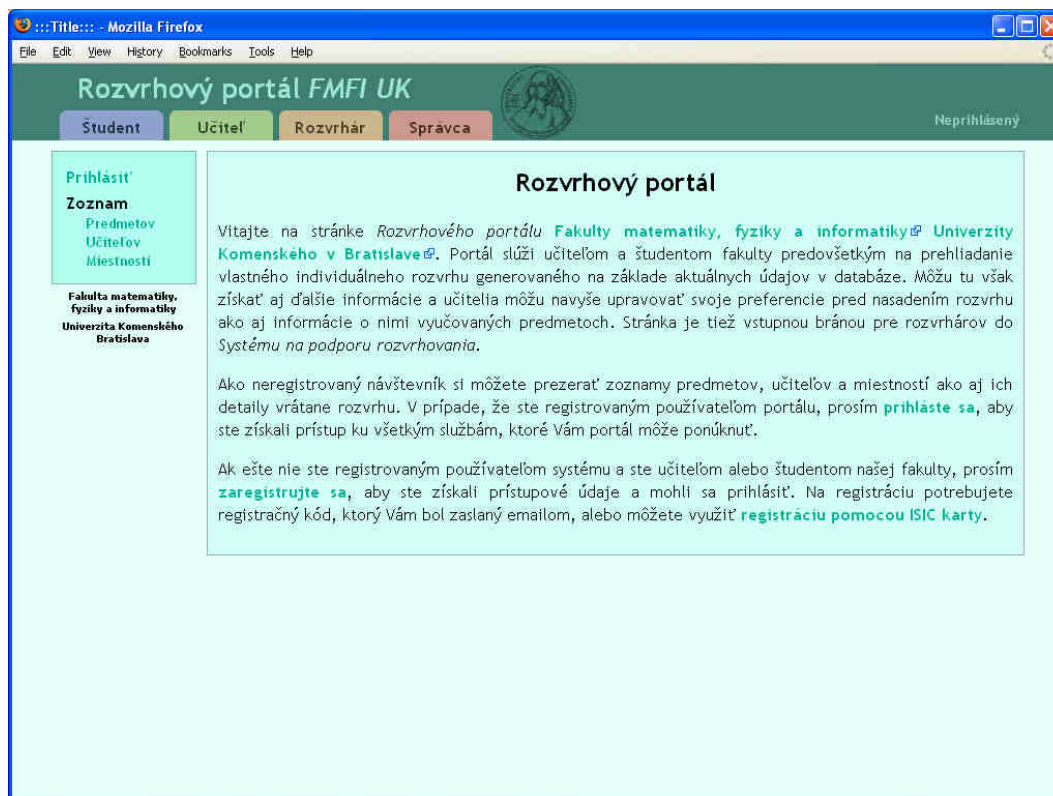 :::Title::: - Mozilla Firefox
File Edit View History Bookmarks Tools Help
Rozvrhový portál FMFI UK
Študent Učiteľ Rozvrhár Správca
Neprihlásený
Prihlásiť
Zoznam
Predmetov
Učiteľov
Miestností
Fakulta matematiky,
fyziky a informatiky
Univerzita Komenského
Bratislava
Rozvrhový portál
Vitajte na stránke Rozvrhového portálu Fakulty matematiky, fyziky a informatiky Univerzity
Komenského v Bratislave. Portál slúži učiteľom a študentom fakulty predovšetkým na prehliadanie
vlastného individuálneho rozvrhu generovaného na základe aktuálnych údajov v databáze. Môžu tu však
získať aj ďalšie informácie a učitelia môžu navyše upravovať svoje preferencie pred nasadením rozvrhu
ako aj informácie o nimi vyučovaných predmetoch. Stránka je tiež vstupnou bránou pre rozvrhárov do
Systému na podporu rozvrhovania.
Ako neregistrovaný návštevník si môžete prezerať zoznamy predmetov, učiteľov a miestností ako aj ich
detaily vrátane rozvrhu. V prípade, že ste registrovaným používateľom portálu, prosím prihláste sa, aby
ste získali prístup ku všetkým službám, ktoré Vám portál môže ponúknuť.
Ak ešte nie ste registrovaným používateľom systému a ste učiteľom alebo študentom našej fakulty, prosím
zaregistrujte sa, aby ste získali prístupové údaje a mohli sa prihlásiť. Na registráciu potrebujete
registračný kód, ktorý Vám bol zaslaný emailom, alebo môžete využiť registráciu pomocou ISIC karty.